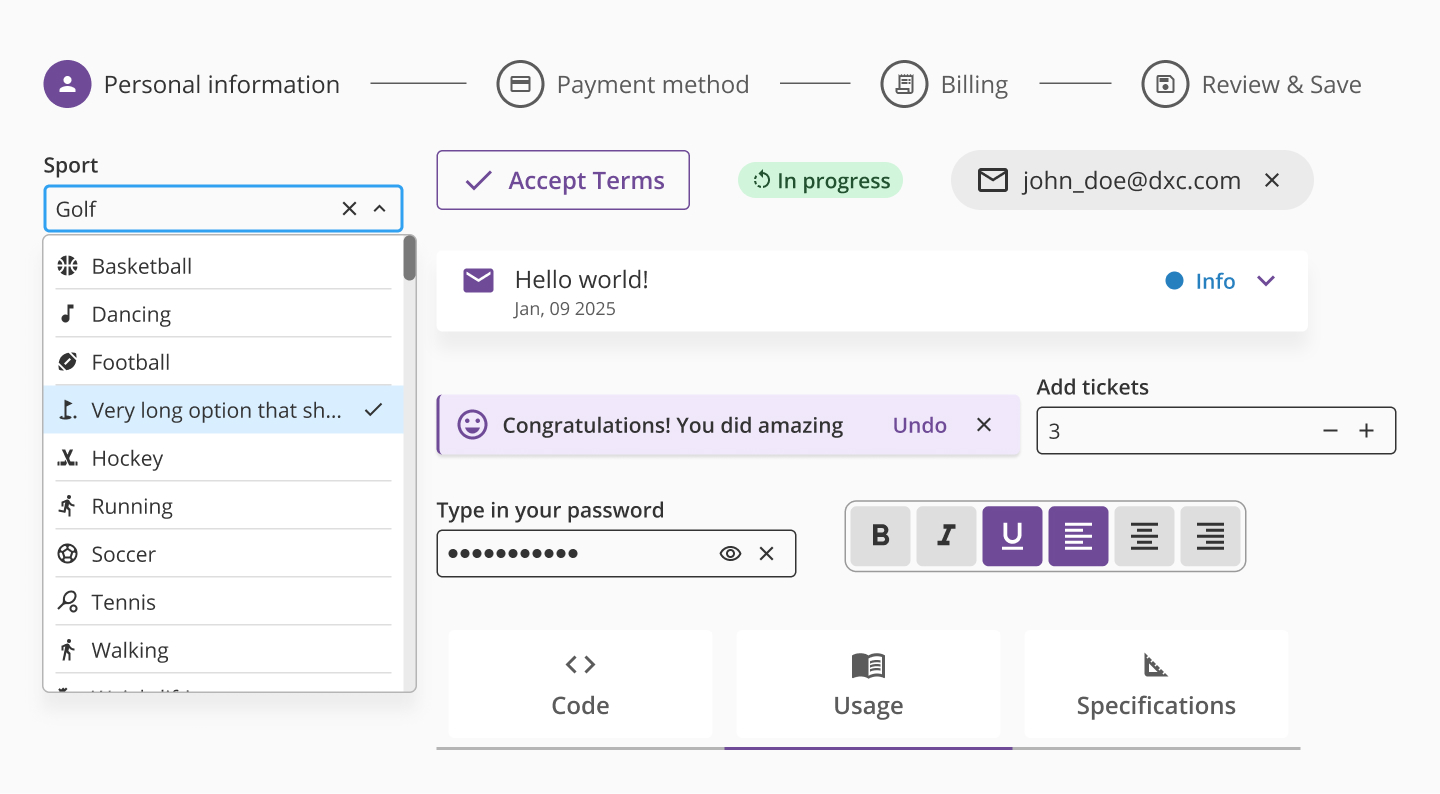 Personal information
Payment method
Billing
Review & Save
Sport
Golf
Basketball
Dancing
Football
Very long option that sh...
Hockey
Running
Soccer
Tennis
Walking
Accept Terms
In progress
john_doe@dxc.com
Hello world!
Jan, 09 2025
Info
Congratulations! You did amazing
Undo
Add tickets
3
Type in your password
•••••••••••
B
I
U
Code
Usage
Specifications